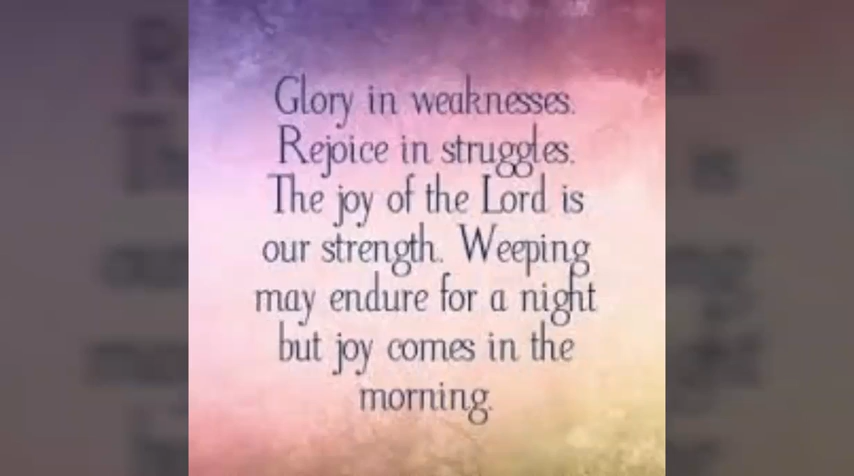 Glory in weaknesses.
Rejoice in struggles.
The joy of the Lord is
our strength. Weeping
may endure for a night
but joy comes in the
morning.